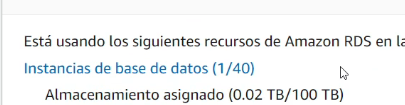 Está usando los siguientes recursos de Amazon RDS en la
Instancias de base de datos (1/40)
Almacenamiento asignado (0.02 TB/100 TB)